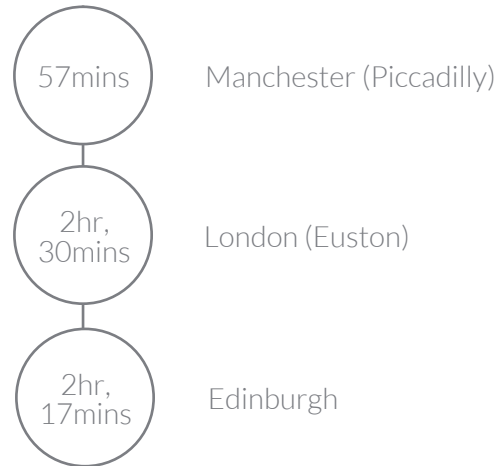 57mins
Manchester (Piccadilly)
2hr,
30mins
London (Euston)
2hr,
17mins
Edinburgh